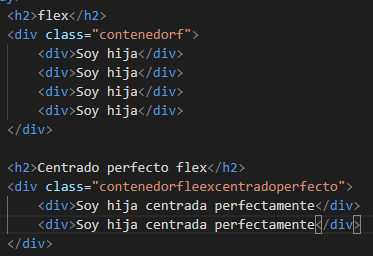 <h2>flex</h2>
<div class="contenedorf">
    <div>Soy hija</div>
    <div>Soy hija</div>
    <div>Soy hija</div>
    <div>Soy hija</div>
</div>

<h2>Centrado perfecto flex</h2>
<div class="contenedorfleexcentradoperfecto">
    <div>Soy hija centrada perfectamente</div>
    <div>Soy hija centrada perfectamente</div>
</div>